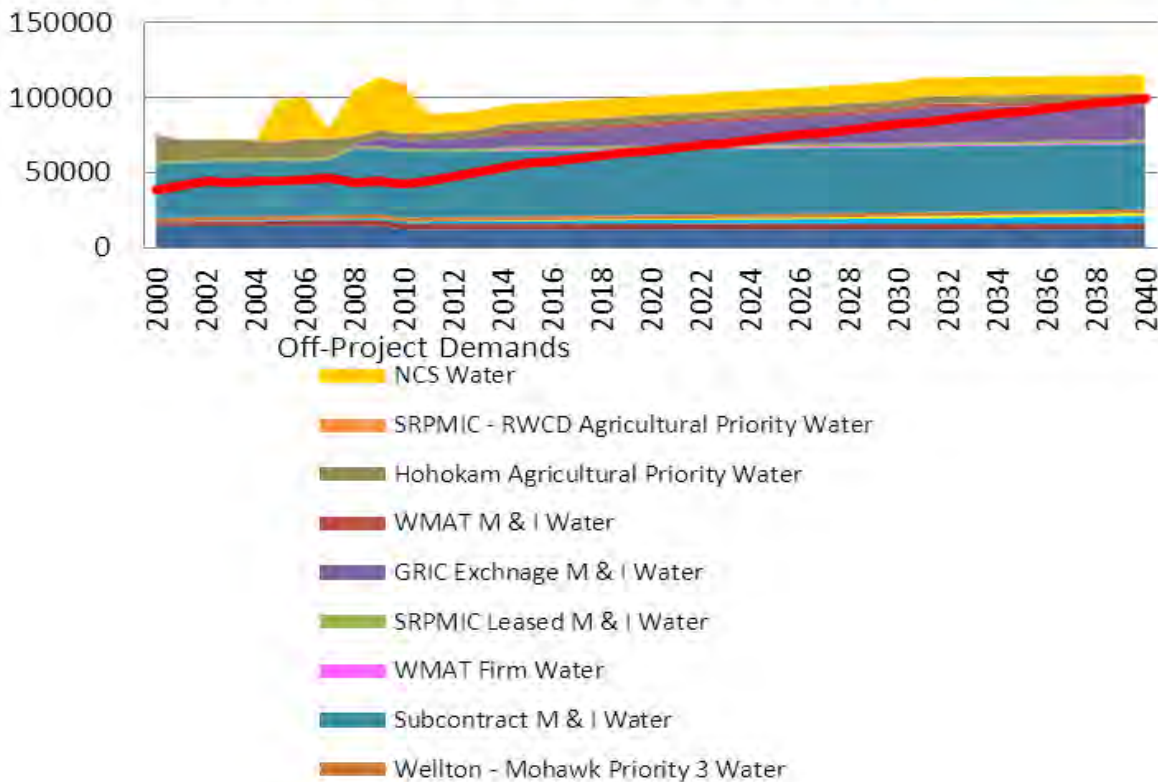 150000
100000
50000
0
2000
2002
2004
2006
2008
2010
2012
2014
2016
2018
2020
2022
2024
2026
2028
2030
2032
2034
2036
2038
2040
Off-Project Demands
NCS Water
SRPMIC - RWCD Agricultural Priority Water
Hohokam Agricultural Priority Water
WMAT M & I Water
GRIC Exchnage M & I Water
SRPMIC Leased M & I Water
WMAT Firm Water
Subcontract M & I Water
Wellton - Mohawk Priority 3 Water